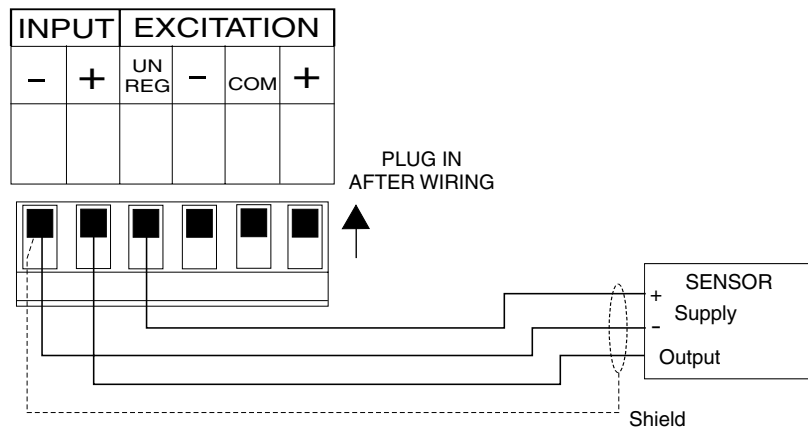 INPUT EXCITATION
- + UN REG - COM +
PLUG IN
AFTER WIRING
SENSOR
+ Supply
-
Output
Shield